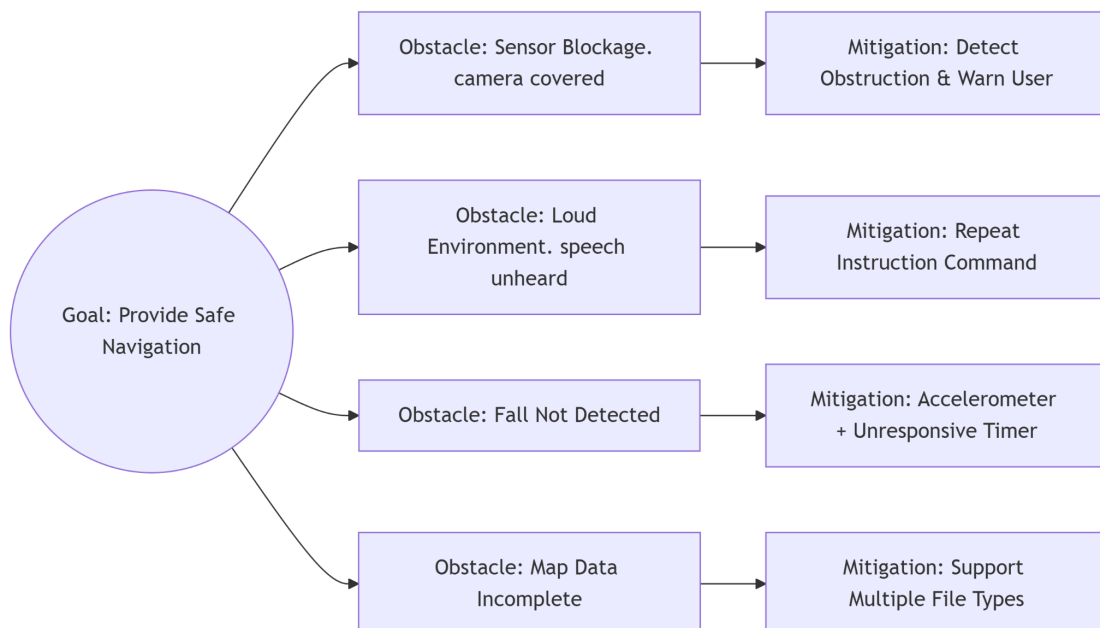 Obstacle: Sensor Blockage.
camera covered
Mitigation: Detect
Obstruction & Warn User
Obstacle: Loud
Environment. speech
unheard
Mitigation: Repeat
Instruction Command
Goal: Provide Safe
Navigation
Obstacle: Fall Not Detected
Mitigation: Accelerometer
+ Unresponsive Timer
Obstacle: Map Data
Incomplete
Mitigation: Support
Multiple File Types